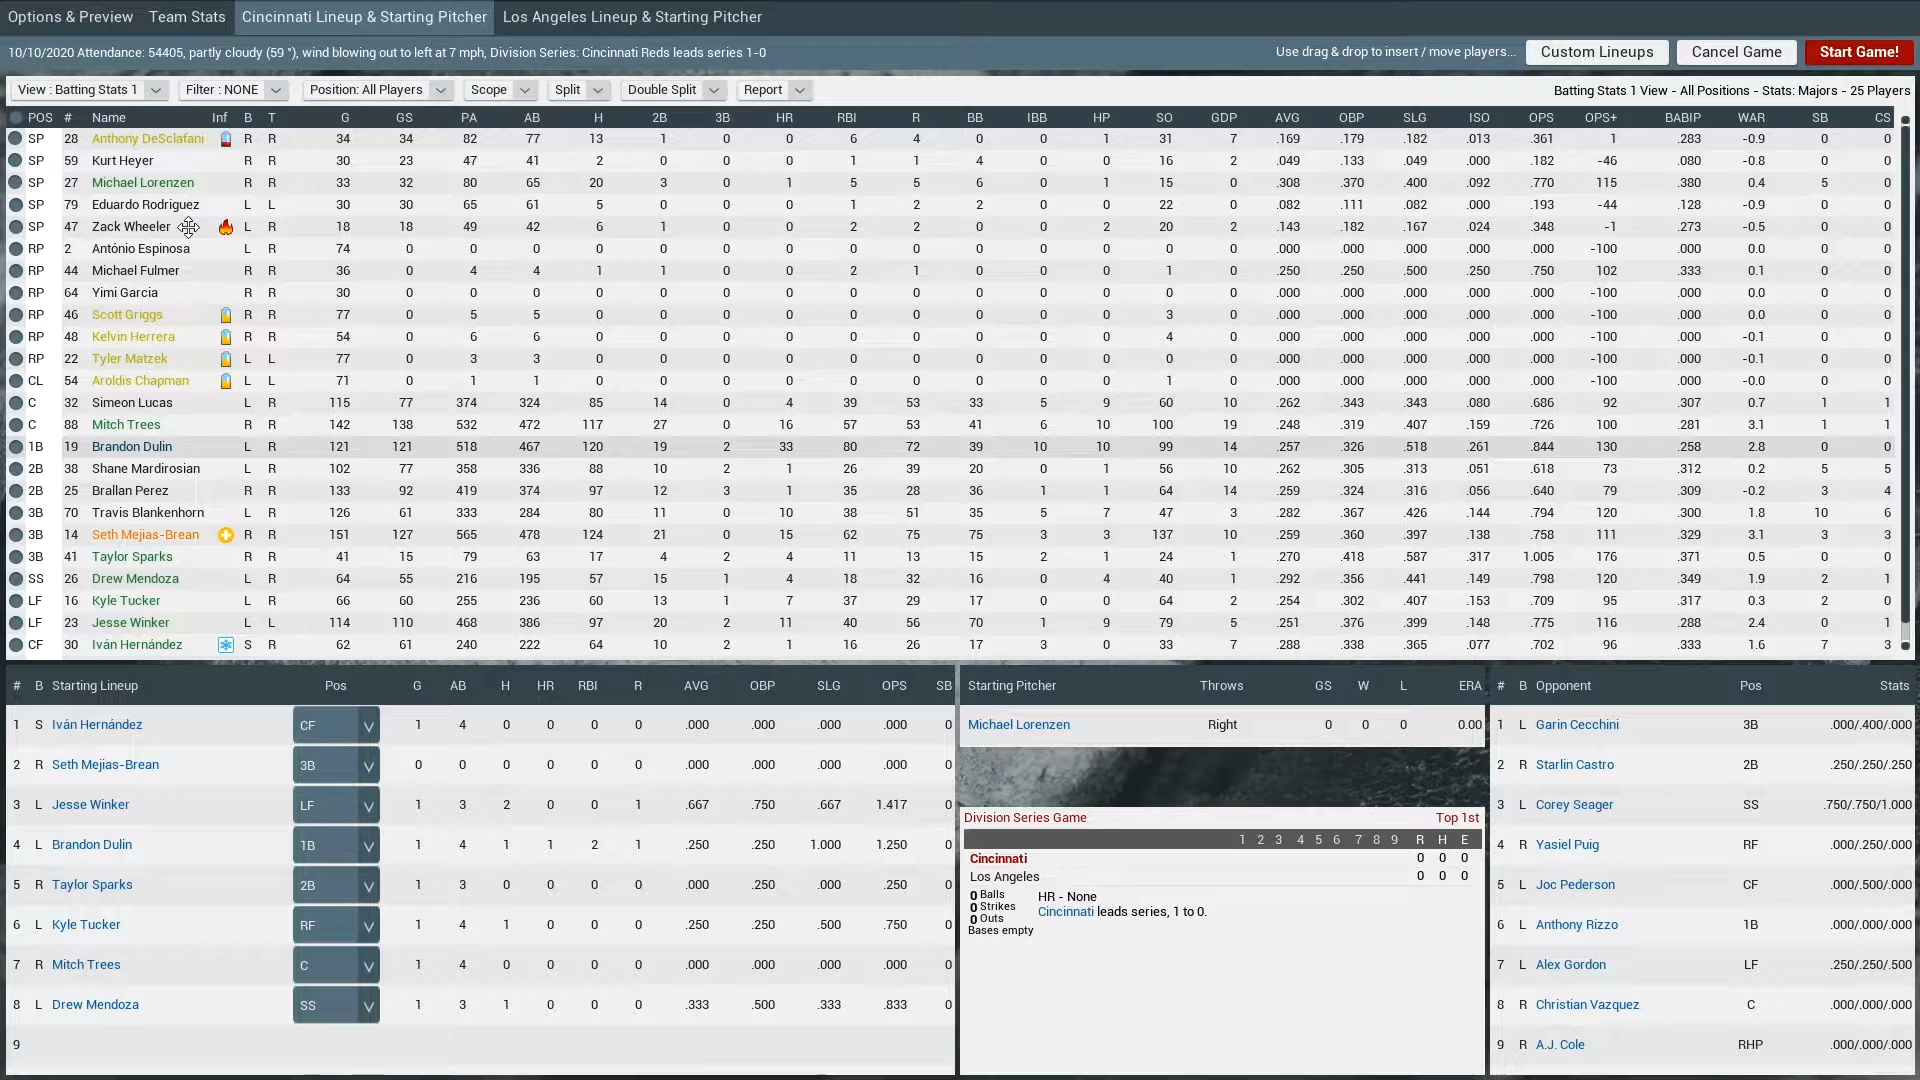 Options & Preview Team Stats Cincinnati Lineup & Starting Pitcher Los Angeles Lineup & Starting Pitcher
10/10/2020 Attendance: 54405, partly cloudy (59 °), wind blowing out to left at 7 mph, Division Series: Cincinnati Reds leads series 1-0 Use drag & drop to insert / move players... Custom Lineups Cancel Game Start Game!
View : Batting Stats 1 Filter : NONE Position: All Players Scope Split Double Split Report Batting Stats 1 View - All Positions - Stats: Majors - 25 Players
POS # Name Inf B T G GS PA AB H 2B 3B HR RBI R BB IBB HP SO GDP AVG OBP SLG ISO OPS OPS+ BABIP WAR SB CS
SP 28 Anthony DeSclafani R R 34 34 82 77 13 1 0 0 6 4 0 0 1 31 7 .169 .179 .182 .013 .361 1 .283 -0.9 0 0
SP 59 Kurt Heyer R R 30 23 47 41 2 0 0 0 1 1 4 0 0 16 2 .049 .133 .049 .000 .182 -46 .080 -0.8 0 0
SP 27 Michael Lorenzen R R 33 32 80 65 20 3 0 1 5 5 6 0 1 15 0 .308 .370 .400 .092 .770 115 .380 0.4 5 0
SP 79 Eduardo Rodriguez L L 30 30 65 61 5 0 0 0 1 2 2 0 0 22 0 .082 .111 .082 .000 .193 -44 .128 -0.9 0 0
SP 47 Zack Wheeler L R 18 18 49 42 6 1 0 0 2 2 0 0 2 20 2 .143 .182 .167 .024 .348 -1 .273 -0.5 0 0
RP 2 António Espinosa L R 74 0 0 0 0 0 0 0 0 0 0 0 0 0 0 .000 .000 .000 .000 .000 -100 .000 0.0 0 0
RP 44 Michael Fulmer R R 36 0 4 4 1 1 0 0 2 1 0 0 0 1 0 .250 .250 .500 .250 .750 102 .333 0.1 0 0
RP 64 Yimi Garcia R R 30 0 0 0 0 0 0 0 0 0 0 0 0 0 0 .000 .000 .000 .000 .000 -100 .000 0.0 0 0
RP 46 Scott Griggs R R 77 0 5 5 0 0 0 0 0 0 0 0 0 3 0 .000 .000 .000 .000 .000 -100 .000 0.0 0 0
RP 48 Kelvin Herrera R R 54 0 6 6 0 0 0 0 0 0 0 0 0 4 0 .000 .000 .000 .000 .000 -100 .000 -0.1 0 0
RP 22 Tyler Matzek L L 77 0 3 3 0 0 0 0 0 0 0 0 0 0 0 .000 .000 .000 .000 .000 -100 .000 -0.1 0 0
CL 54 Aroldis Chapman L L 71 0 1 1 0 0 0 0 0 0 0 0 0 1 0 .000 .000 .000 .000 .000 -100 .000 -0.0 0 0
C 32 Simeon Lucas L R 115 77 374 324 85 14 0 4 39 53 33 5 9 60 10 .262 .343 .343 .080 .686 92 .307 0.7 1 1
C 88 Mitch Trees R R 142 138 532 472 117 27 0 16 57 53 41 6 10 100 19 .248 .319 .407 .159 .726 100 .281 3.1 1 1
1B 19 Brandon Dulin L R 121 121 518 467 120 19 2 33 80 72 39 10 10 99 14 .257 .326 .518 .261 .844 130 .258 2.8 0 0
2B 38 Shane Mardirosian L R 102 77 358 336 88 10 2 1 26 39 20 0 1 56 10 .262 .305 .313 .051 .618 73 .312 0.2 5 5
2B 25 Brallan Perez R R 133 92 419 374 97 12 3 1 35 28 36 1 1 64 14 .259 .324 .316 .056 .640 79 .309 -0.2 3 4
3B 70 Travis Blankenhorn L R 126 61 333 284 80 11 0 10 38 51 35 5 7 47 3 .282 .367 .426 .144 .794 120 .300 1.8 10 6
3B 14 Seth Mejias-Brean R R 151 127 565 478 124 21 0 15 62 75 75 3 3 137 10 .259 .360 .397 .138 .758 111 .329 3.1 3 3
3B 41 Taylor Sparks R R 41 15 79 63 17 4 2 4 11 13 15 2 1 24 1 .270 .418 .587 .317 1.005 176 .371 0.5 0 0
SS 26 Drew Mendoza L R 64 55 216 195 57 15 1 4 18 32 16 0 4 40 1 .292 .356 .441 .149 .798 120 .349 1.9 2 1
LF 16 Kyle Tucker L R 66 60 255 236 60 13 1 7 37 29 17 0 0 64 2 .254 .302 .407 .153 .709 95 .317 0.3 2 0
LF 23 Jesse Winker L L 114 110 468 386 97 20 2 11 40 56 70 1 9 79 5 .251 .376 .399 .148 .775 116 .288 2.4 0 1
CF 30 Iván Hernández S R 62 61 240 222 64 10 2 1 16 26 17 3 0 33 7 .288 .338 .365 .077 .702 96 .333 1.6 7 3
# B Starting Lineup Pos G AB H HR RBI R AVG OBP SLG OPS SB
1 S Iván Hernández CF 1 4 0 0 0 0 .000 .000 .000 .000 0
2 R Seth Mejias-Brean 3B 0 0 0 0 0 0 .000 .000 .000 .000 0
3 L Jesse Winker LF 1 3 2 0 0 1 .667 .750 .667 1.417 0
4 L Brandon Dulin 1B 1 4 1 1 2 1 .250 .250 1.000 1.250 0
5 R Taylor Sparks 2B 1 3 0 0 0 0 .000 .250 .000 .250 0
6 L Kyle Tucker RF 1 4 1 0 0 0 .250 .250 .500 .750 0
7 R Mitch Trees C 1 4 0 0 0 0 .000 .000 .000 .000 0
8 L Drew Mendoza SS 1 3 1 0 0 0 .333 .500 .333 .833 0
9
Starting Pitcher Throws GS W L ERA
Michael Lorenzen Right 0 0 0 0.00
Division Series Game Top 1st
1 2 3 4 5 6 7 8 9 R H E
Cincinnati 0 0 0
Los Angeles 0 0 0
0 Balls HR - None
0 Strikes Cincinnati leads series, 1 to 0.
0 Outs
Bases empty
# B Opponent Pos Stats
1 L Garin Cecchini 3B .000/.400/.000
2 R Starlin Castro 2B .250/.250/.250
3 L Corey Seager SS .750/.750/1.000
4 R Yasiel Puig RF .000/.250/.000
5 L Joc Pederson CF .000/.500/.000
6 L Anthony Rizzo 1B .000/.000/.000
7 L Alex Gordon LF .250/.250/.500
8 R Christian Vazquez C .000/.000/.000
9 R A.J. Cole RHP .000/.000/.000